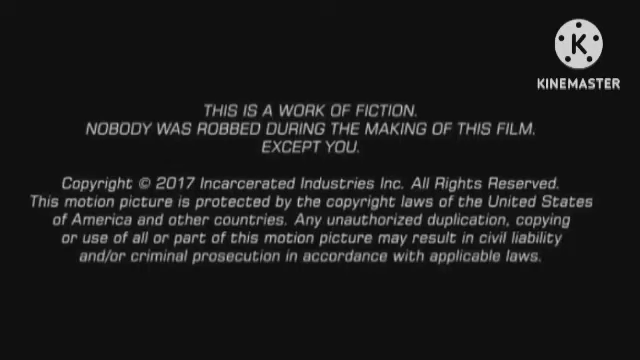 KINEMASTER
THIS IS A WORK OF FICTION.
NOBODY WAS ROBBED DURING THE MAKING OF THIS FILM.
EXCEPT YOU.
Copyright © 2017 Incarcerated Industries Inc. All Rights Reserved.
This motion picture is protected by the copyright laws of the United States
of America and other countries. Any unauthorized duplication, copying
or use of all or part of this motion picture may result in civil liability
and/or criminal prosecution in accordance with applicable laws.